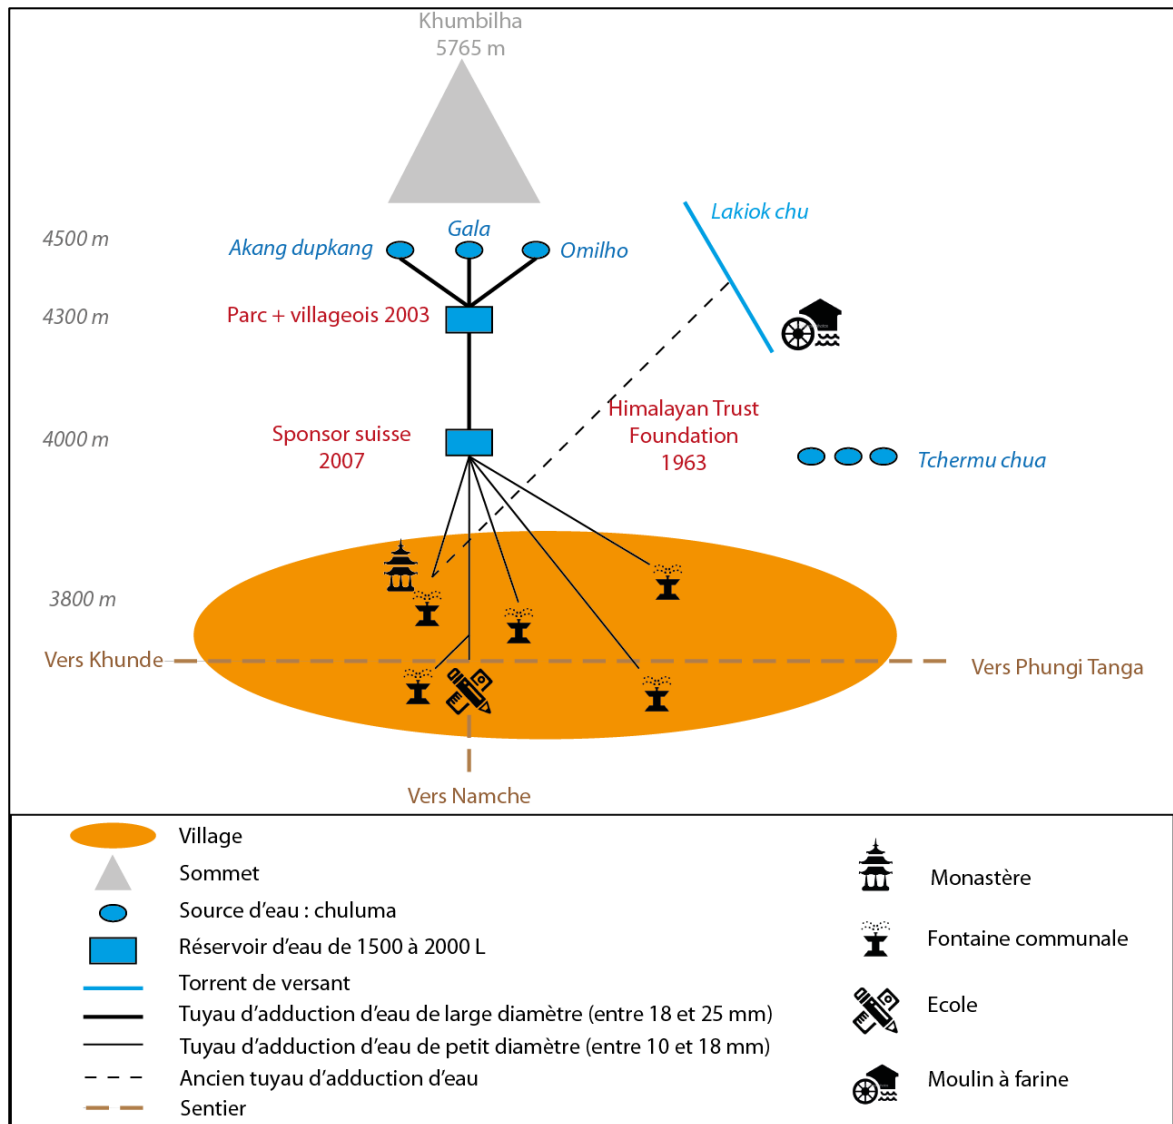 Khumbilha
5765 m
Lakiok chu
Gala
4500 m
Akang dupkang
Omilho
4300 m
Parc + villageois 2003
Himalayan Trust
Foundation
1963
4000 m
Sponsor suisse
2007
Tchermu chua
3800 m
Vers Khunde
Vers Phungi Tanga
Vers Namche
Village
Sommet
Source d'eau : chuluma
Réservoir d'eau de 1500 à 2000 L
Torrent de versant
Tuyau d'adduction d'eau de large diamètre (entre 18 et 25 mm)
Tuyau d'adduction d'eau de petit diamètre (entre 10 et 18 mm)
Ancien tuyau d'adduction d'eau
Sentier
Monastère
Fontaine communale
Ecole
Moulin à farine